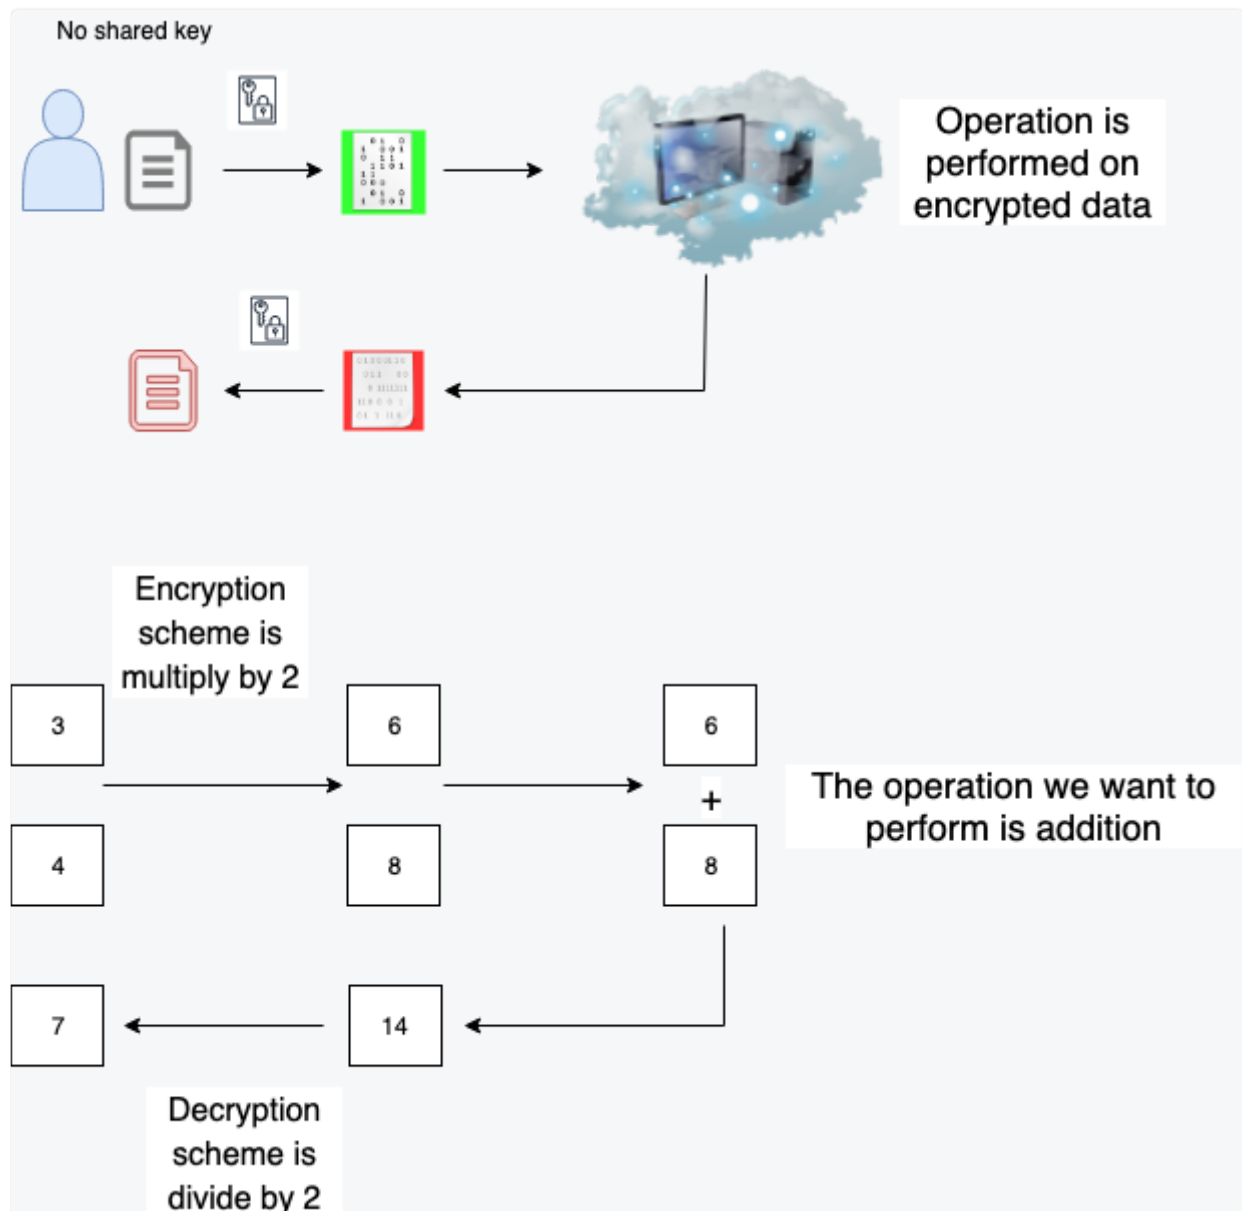 No shared key
Operation is
performed on
encrypted data
Encryption
scheme is
multiply by 2
3
6
6
+
The operation we want to
perform is addition
4
8
8
7
14
Decryption
scheme is
divide by 2